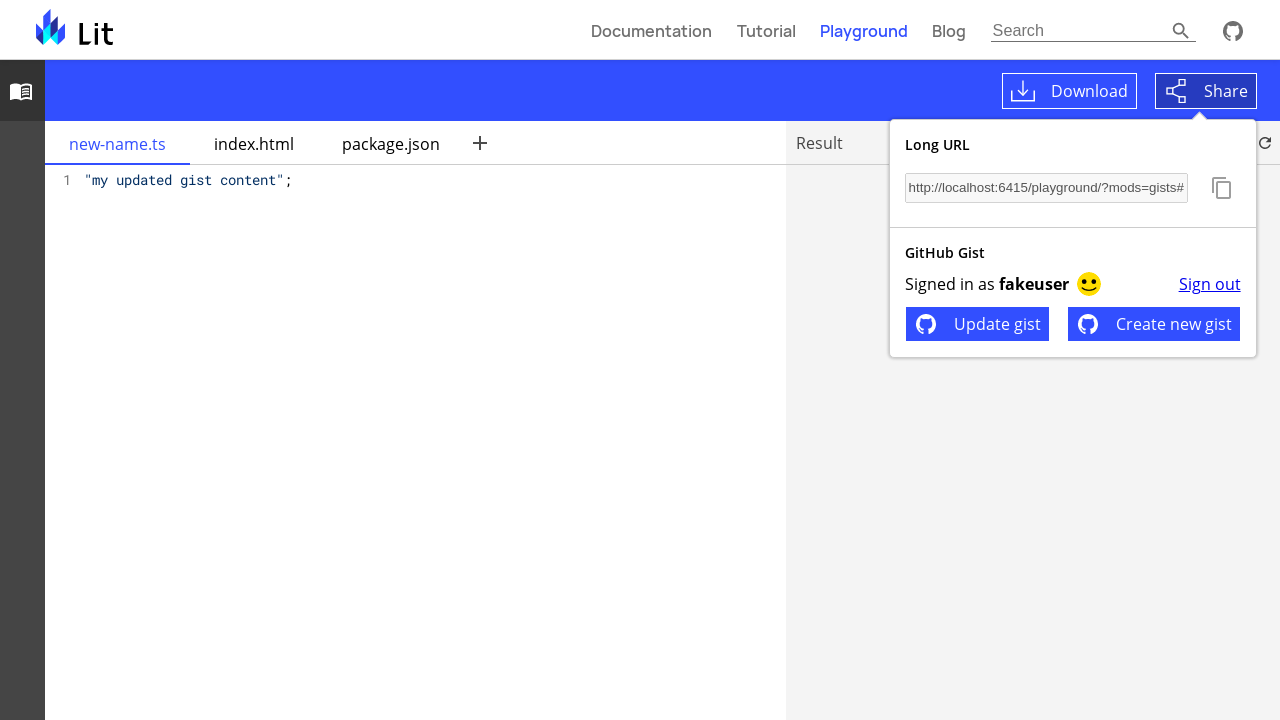 Lit
Documentation
Tutorial
Playground
Blog
Search
Download
Share
new-name.ts
index.html
package.json
Result
1 "my updated gist content";
Long URL
http://localhost:6415/playground/?mods=gists#
GitHub Gist
Signed in as fakeuser
Sign out
Update gist
Create new gist